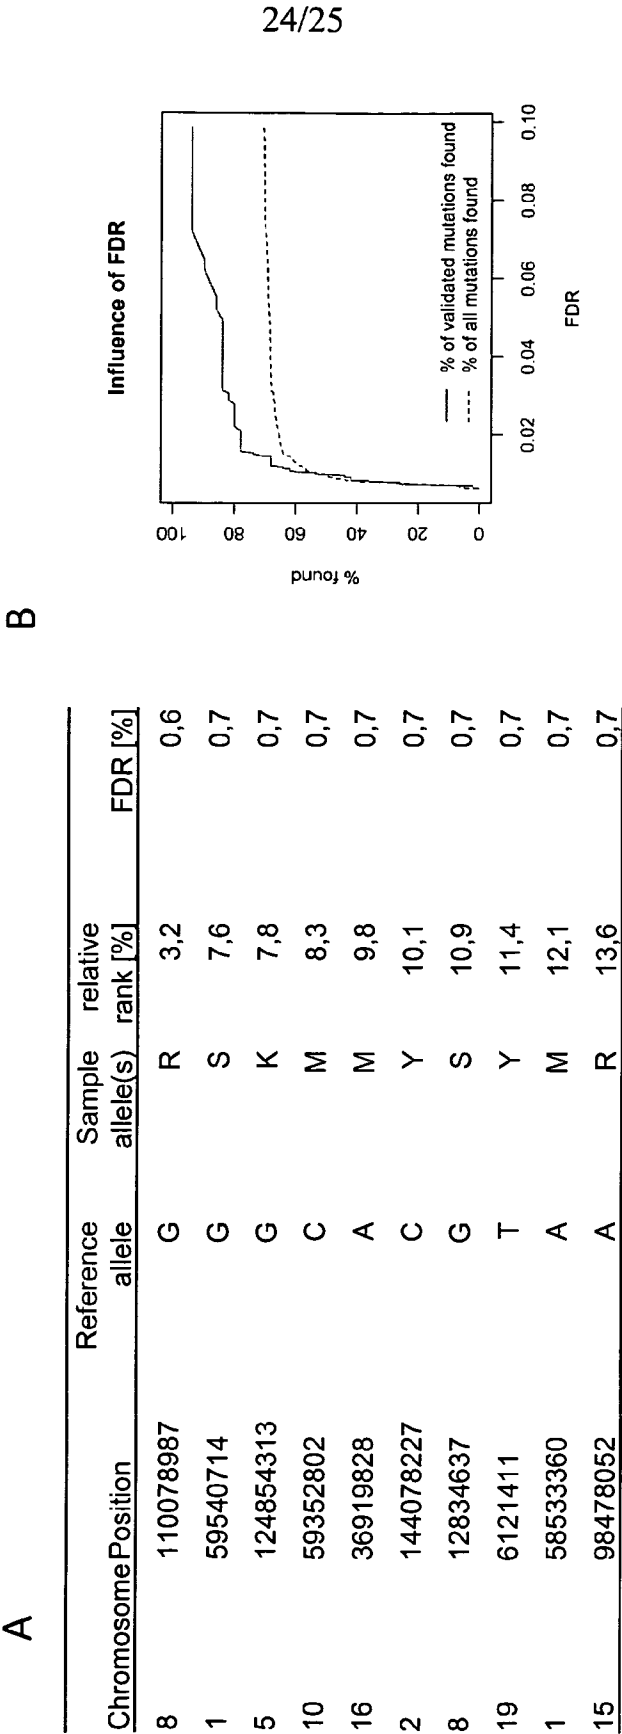 24/25
A
Chromosome Position Reference allele Sample allele(s) relative rank [%] FDR [%]
8 110078987 G R 3,2 0,6
1 59540714 G S 7,6 0,7
5 124854313 G K 7,8 0,7
10 59352802 C M 8,3 0,7
16 36919828 A M 9,8 0,7
2 144078227 C Y 10,1 0,7
8 12834637 G S 10,9 0,7
19 6121411 T Y 11,4 0,7
1 58533360 A M 12,1 0,7
15 98478052 A R 13,6 0,7
B
Influence of FDR
% found
100
80
60
40
20
0
% of validated mutations found
% of all mutations found
0.02 0.04 0.06 0.08 0.10
FDR